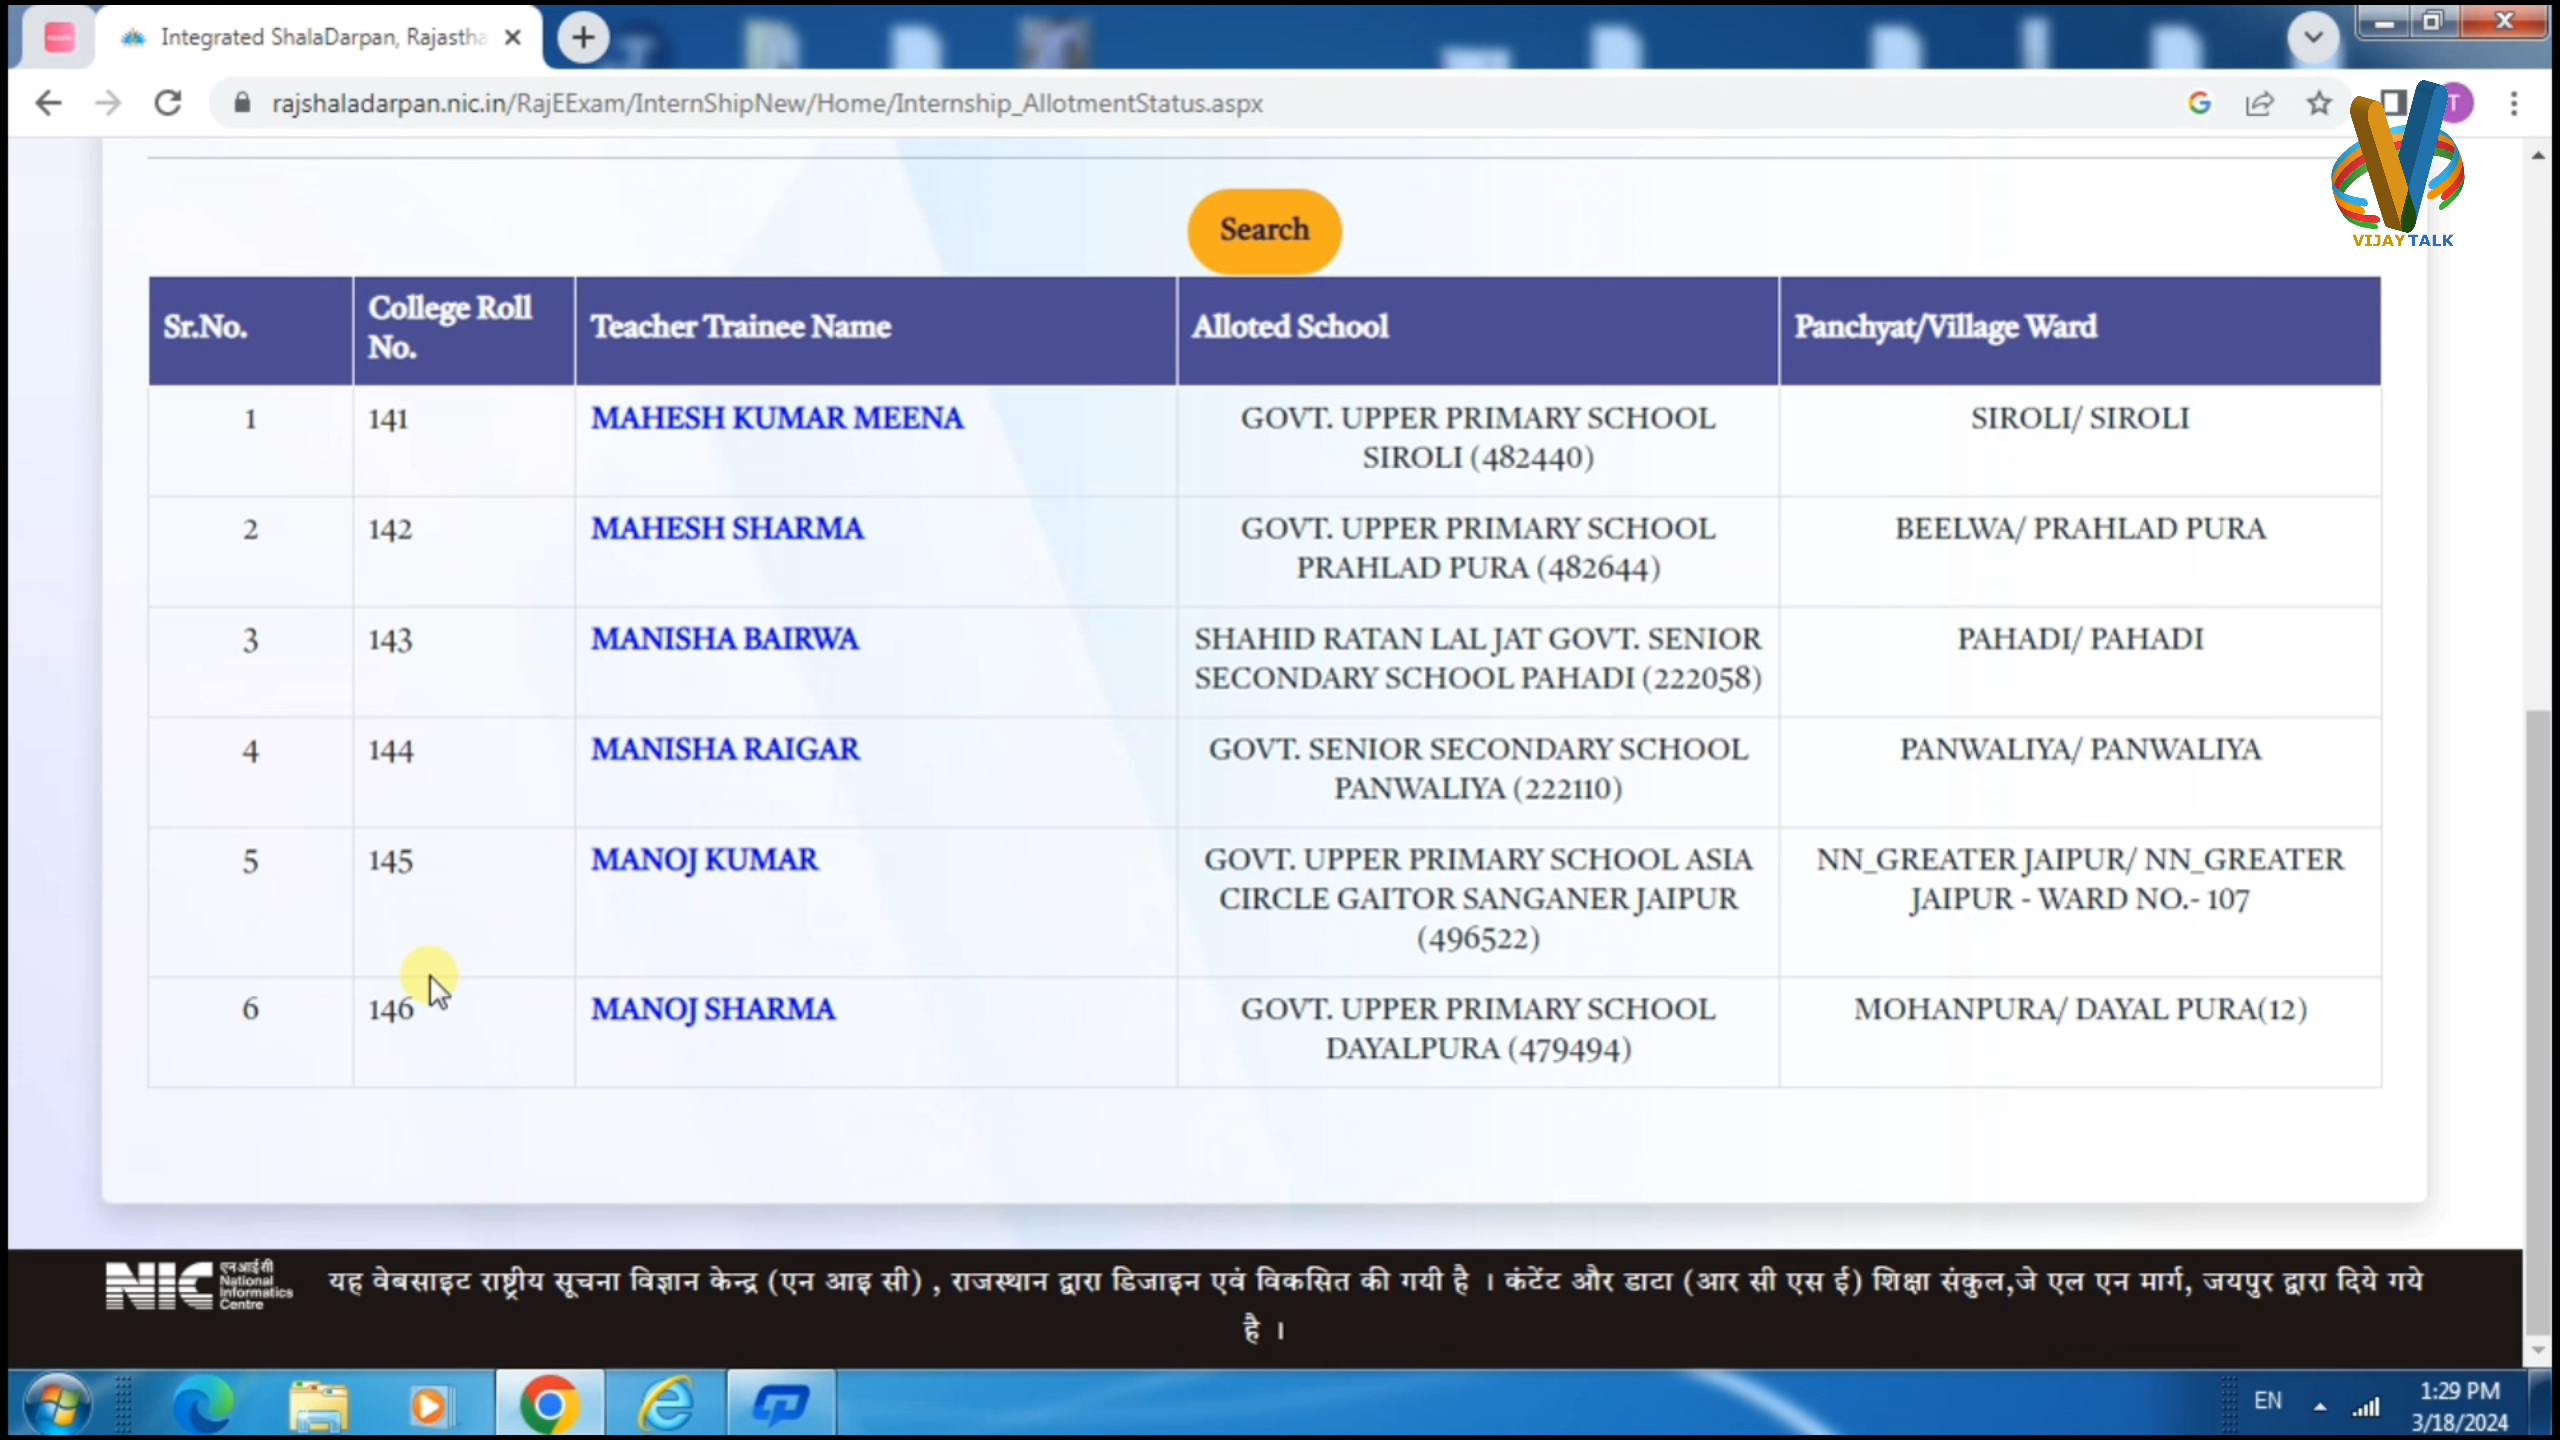 Integrated ShalaDarpan, Rajastha
rajshaladarpan.nic.in/RajEExam/InternShipNew/Home/Internship_AllotmentStatus.aspx
T
VIJAY TALK
Search
Sr.No.
College Roll
No.
Teacher Trainee Name
Alloted School
Panchyat/Village Ward
1
141
MAHESH KUMAR MEENA
GOVT. UPPER PRIMARY SCHOOL
SIROLI (482440)
SIROLI/ SIROLI
2
142
MAHESH SHARMA
GOVT. UPPER PRIMARY SCHOOL
PRAHLAD PURA (482644)
BEELWA/ PRAHLAD PURA
3
143
MANISHA BAIRWA
SHAHID RATAN LAL JAT GOVT. SENIOR
SECONDARY SCHOOL PAHADI (222058)
PAHADI/ PAHADI
4
144
MANISHA RAIGAR
GOVT. SENIOR SECONDARY SCHOOL
PANWALIYA (222110)
PANWALIYA/ PANWALIYA
5
145
MANOJ KUMAR
GOVT. UPPER PRIMARY SCHOOL ASIA
CIRCLE GAITOR SANGANER JAIPUR
(496522)
NN_GREATER JAIPUR/ NN_GREATER
JAIPUR - WARD NO.- 107
6
146
MANOJ SHARMA
GOVT. UPPER PRIMARY SCHOOL
DAYALPURA (479494)
MOHANPURA/ DAYAL PURA(12)
NIC
एनआईसी
National
Informatics
Centre
यह वेबसाइट राष्ट्रीय सूचना विज्ञान केन्द्र (एन आइ सी) , राजस्थान द्वारा डिजाइन एवं विकसित की गयी है । कंटेंट और डाटा (आर सी एस ई) शिक्षा संकुल,जे एल एन मार्ग, जयपुर द्वारा दिये गये
है ।
EN
1:29 PM
3/18/2024